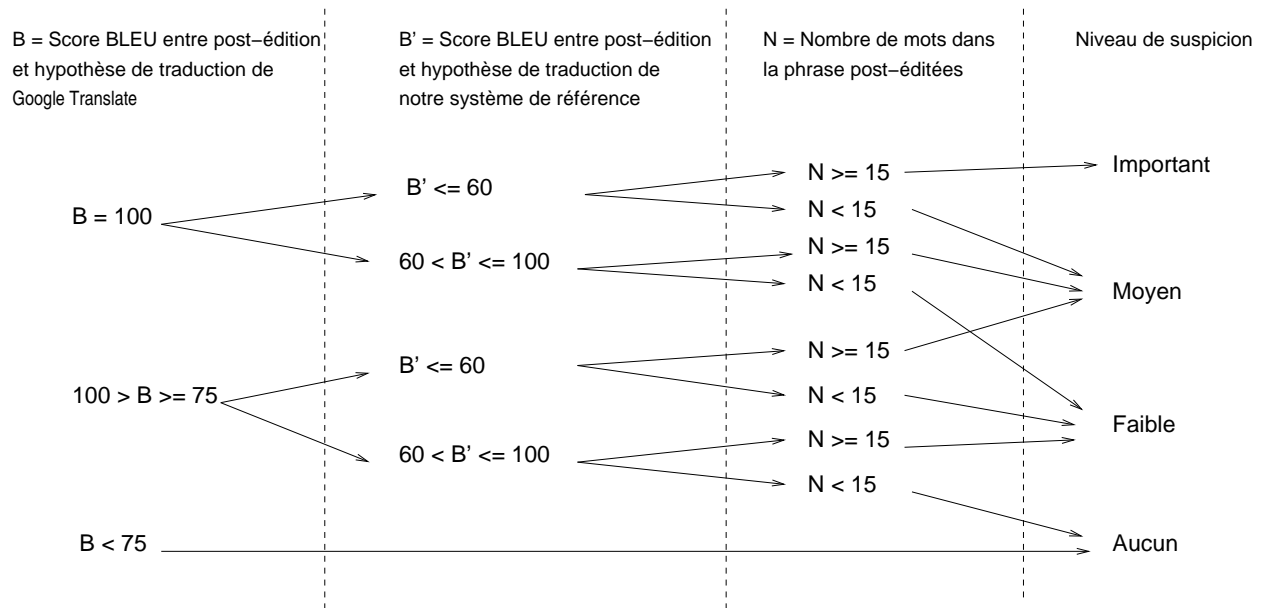 B = Score BLEU entre post−édition
et hypothèse de traduction de
Google Translate
B' = Score BLEU entre post−édition
et hypothèse de traduction de
notre système de référence
N = Nombre de mots dans
la phrase post−éditées
Niveau de suspicion
B = 100
B' <= 60
N >= 15
Important
N < 15
60 < B' <= 100
N >= 15
N < 15
Moyen
100 > B >= 75
B' <= 60
N >= 15
N < 15
60 < B' <= 100
N >= 15
Faible
N < 15
B < 75
Aucun